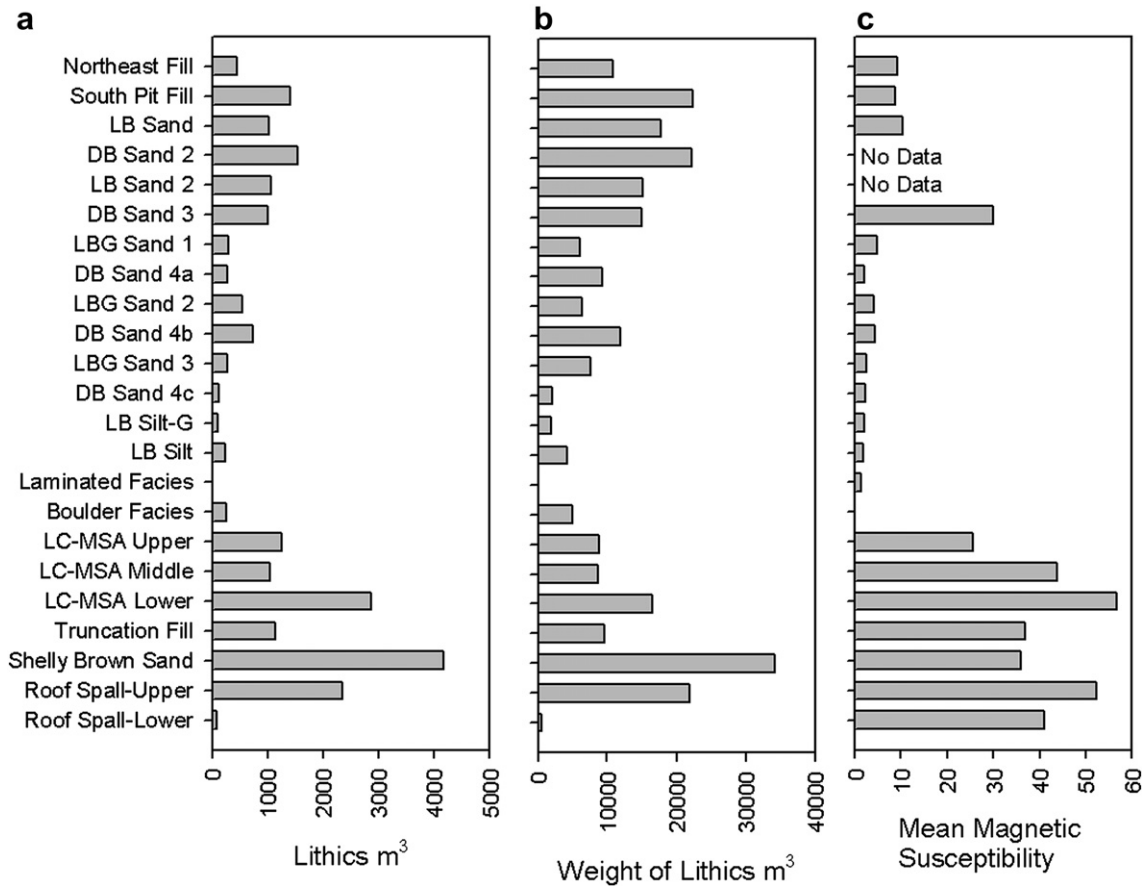 a
b
c
Northeast Fill
South Pit Fill
LB Sand
DB Sand 2
LB Sand 2
DB Sand 3
LBG Sand 1
DB Sand 4a
LBG Sand 2
DB Sand 4b
LBG Sand 3
DB Sand 4c
LB Silt-G
LB Silt
Laminated Facies
Boulder Facies
LC-MSA Upper
LC-MSA Middle
LC-MSA Lower
Truncation Fill
Shelly Brown Sand
Roof Spall-Upper
Roof Spall-Lower
0 1000 2000 3000 4000 5000
Lithics m³
0 10000 20000 30000 40000
Weight of Lithics m³
No Data
No Data
0 10 20 30 40 50 60
Mean Magnetic
Susceptibility